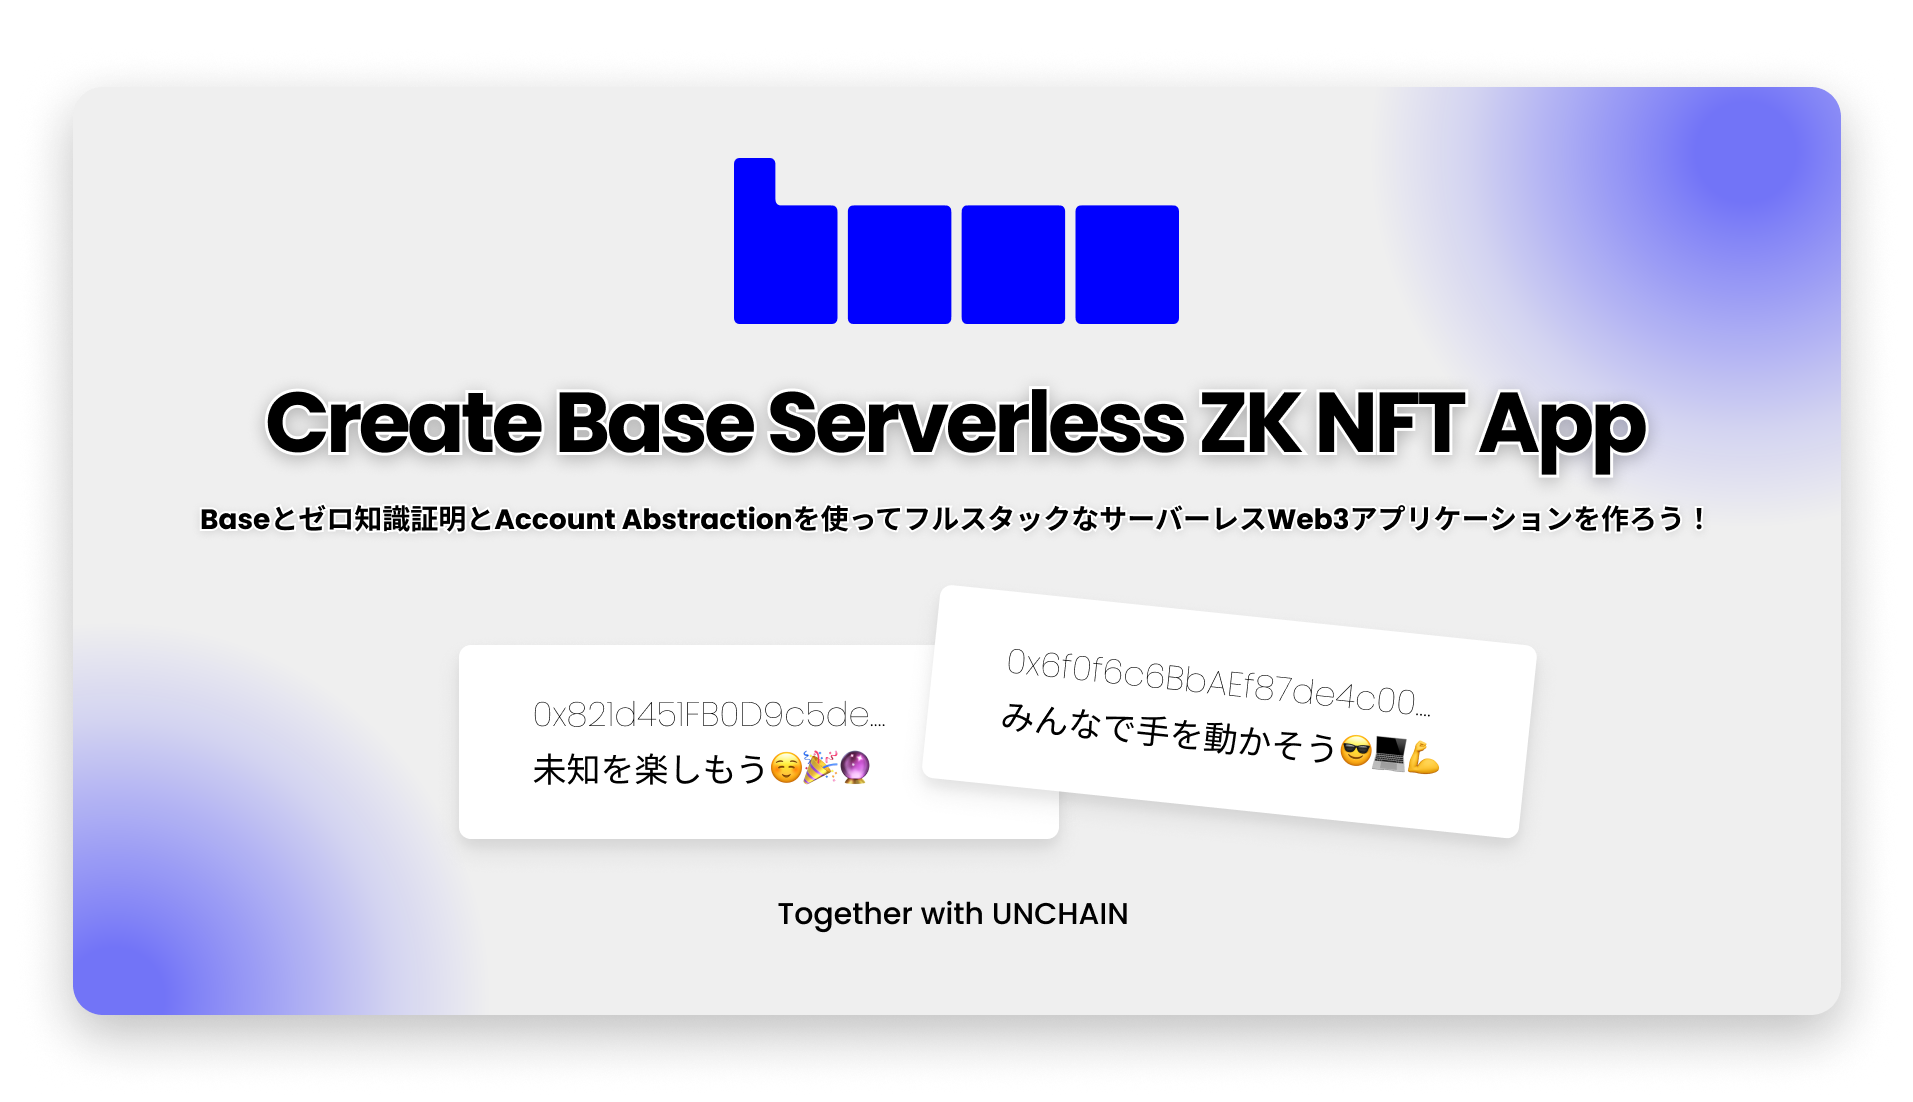 Create Base Serverless ZK NFT App
Baseとゼロ知識証明とAccount Abstractionを使ってフルスタックなサーバーレスWeb3アプリケーションを作ろう！
0x821d451FB0D9c5de....
未知を楽しもう☺️🎉🔮
0x6f0f6c6BbAEf87de4c00....
みんなで手を動かそう😎💻💪
Together with UNCHAIN